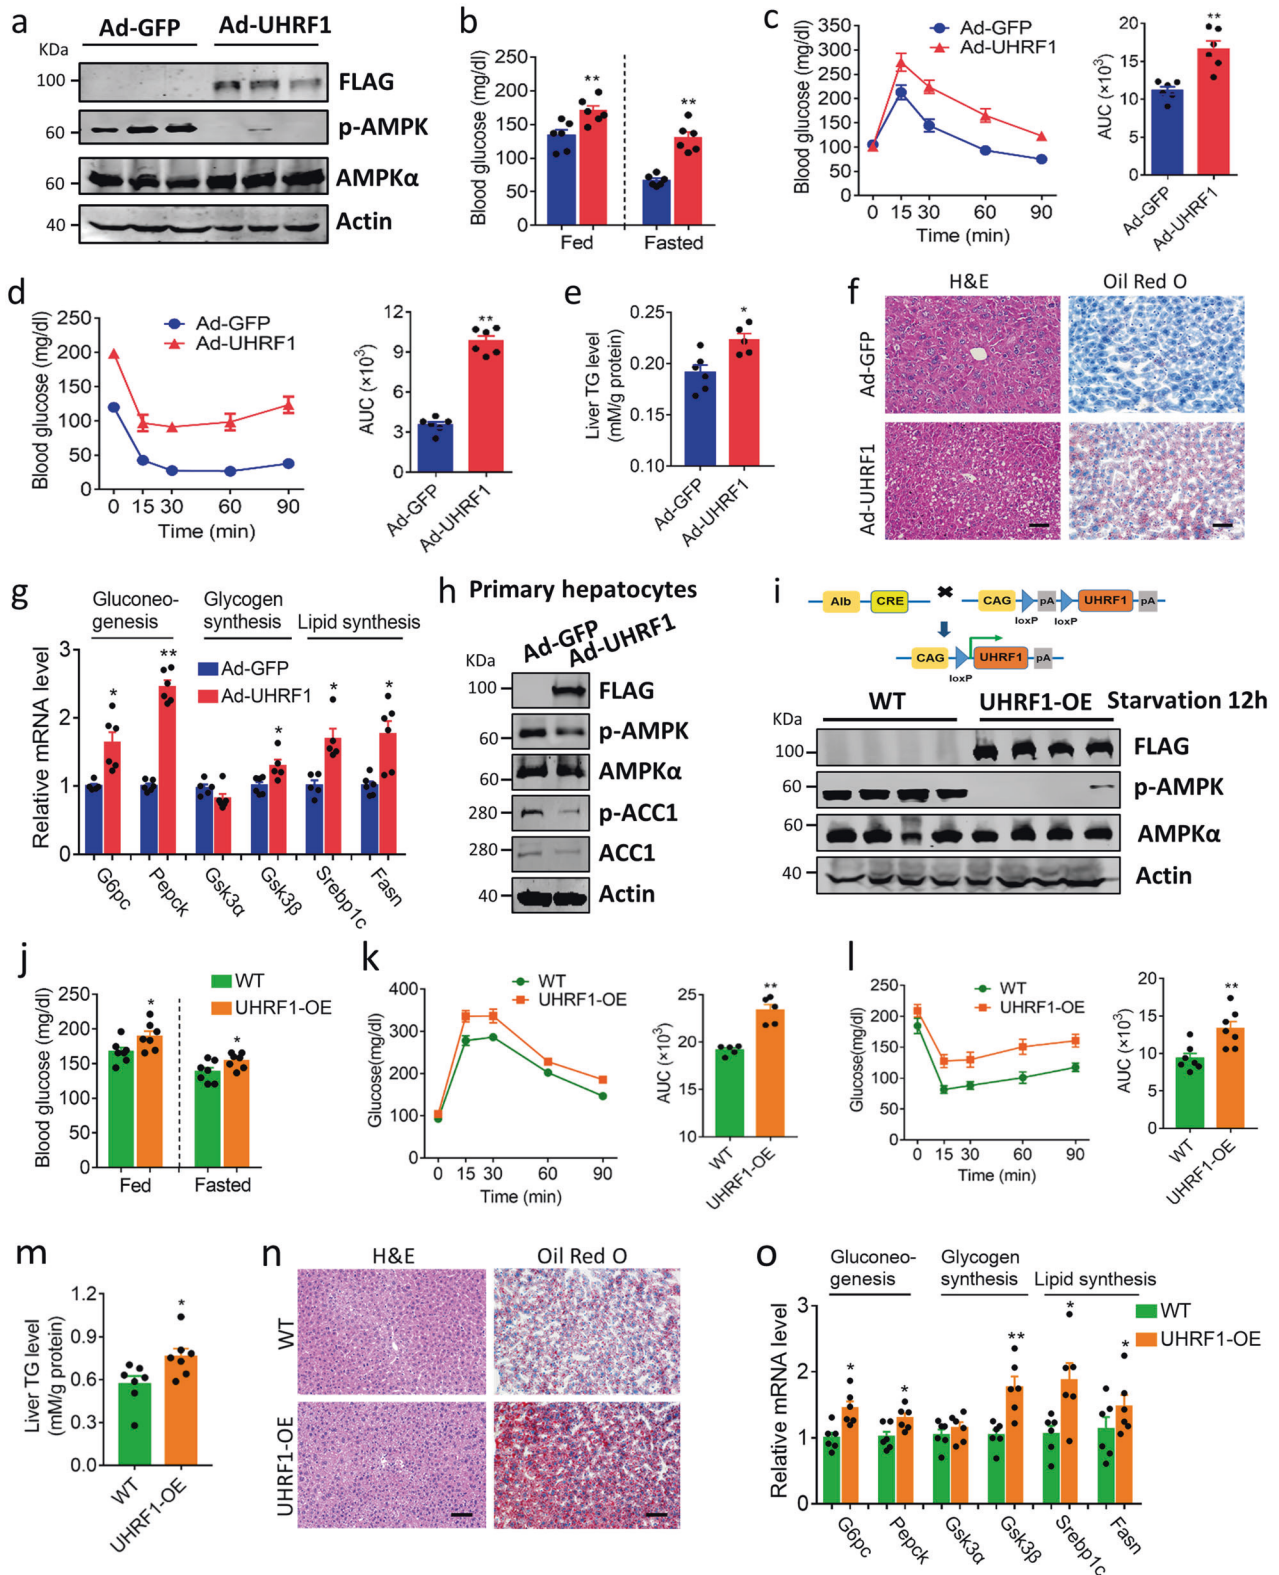 a
Ad-GFP
Ad-UHRF1
KDa
100
FLAG
60
p-AMPK
60
AMPKα
40
Actin
b
Blood glucose (mg/dl)
250
200
150
100
50
0
**
**
Fed
Fasted
c
Blood glucose (mg/dl)
350
300
250
200
150
100
50
0
Ad-GFP
Ad-UHRF1
0 15 30 60 90
Time (min)
AUC (×10³)
20
15
10
5
0
**
Ad-GFP
Ad-UHRF1
d
Blood glucose (mg/dl)
250
200
150
100
50
0
Ad-GFP
Ad-UHRF1
0 15 30 60 90
Time (min)
AUC (×10³)
12
9
6
3
0
**
Ad-GFP
Ad-UHRF1
e
Liver TG level
(mM/g protein)
0.25
0.20
0.15
0.10
*
Ad-GFP
Ad-UHRF1
f
H&E
Oil Red O
Ad-GFP
Ad-UHRF1
g
Gluconeo-
genesis
Glycogen
synthesis
Lipid synthesis
Relative mRNA level
3
2
1
0
Ad-GFP
Ad-UHRF1
*
**
*
*
*
G6pc
Pepck
Gsk3α
Gsk3β
Srebp1c
Fasn
h
Primary hepatocytes
Ad-GFP
Ad-UHRF1
KDa
100
FLAG
60
p-AMPK
60
AMPKα
280
p-ACC1
280
ACC1
40
Actin
i
Alb
CRE
CAG
pA
UHRF1
pA
loxP
loxP
CAG
UHRF1
pA
loxP
WT
UHRF1-OE
Starvation 12h
KDa
100
FLAG
60
p-AMPK
60
AMPKα
40
Actin
j
WT
UHRF1-OE
Blood glucose (mg/dl)
250
200
150
100
50
0
*
*
Fed
Fasted
k
Glucose(mg/dl)
400
300
200
100
0
WT
UHRF1-OE
0 15 30 60 90
Time (min)
AUC (×10³)
25
20
15
10
**
WT
UHRF1-OE
l
Glucose(mg/dl)
250
200
150
100
50
0
WT
UHRF1-OE
0 15 30 60 90
Time (min)
AUC (×10³)
20
15
10
5
0
**
WT
UHRF1-OE
m
Liver TG level
(mM/g protein)
1.2
0.9
0.6
0.3
0.0
*
WT
UHRF1-OE
n
H&E
Oil Red O
WT
UHRF1-OE
o
Gluconeo-
genesis
Glycogen
synthesis
Lipid synthesis
Relative mRNA level
3
2
1
0
WT
UHRF1-OE
*
*
**
*
*
G6pc
Pepck
Gsk3α
Gsk3β
Srebp1c
Fasn